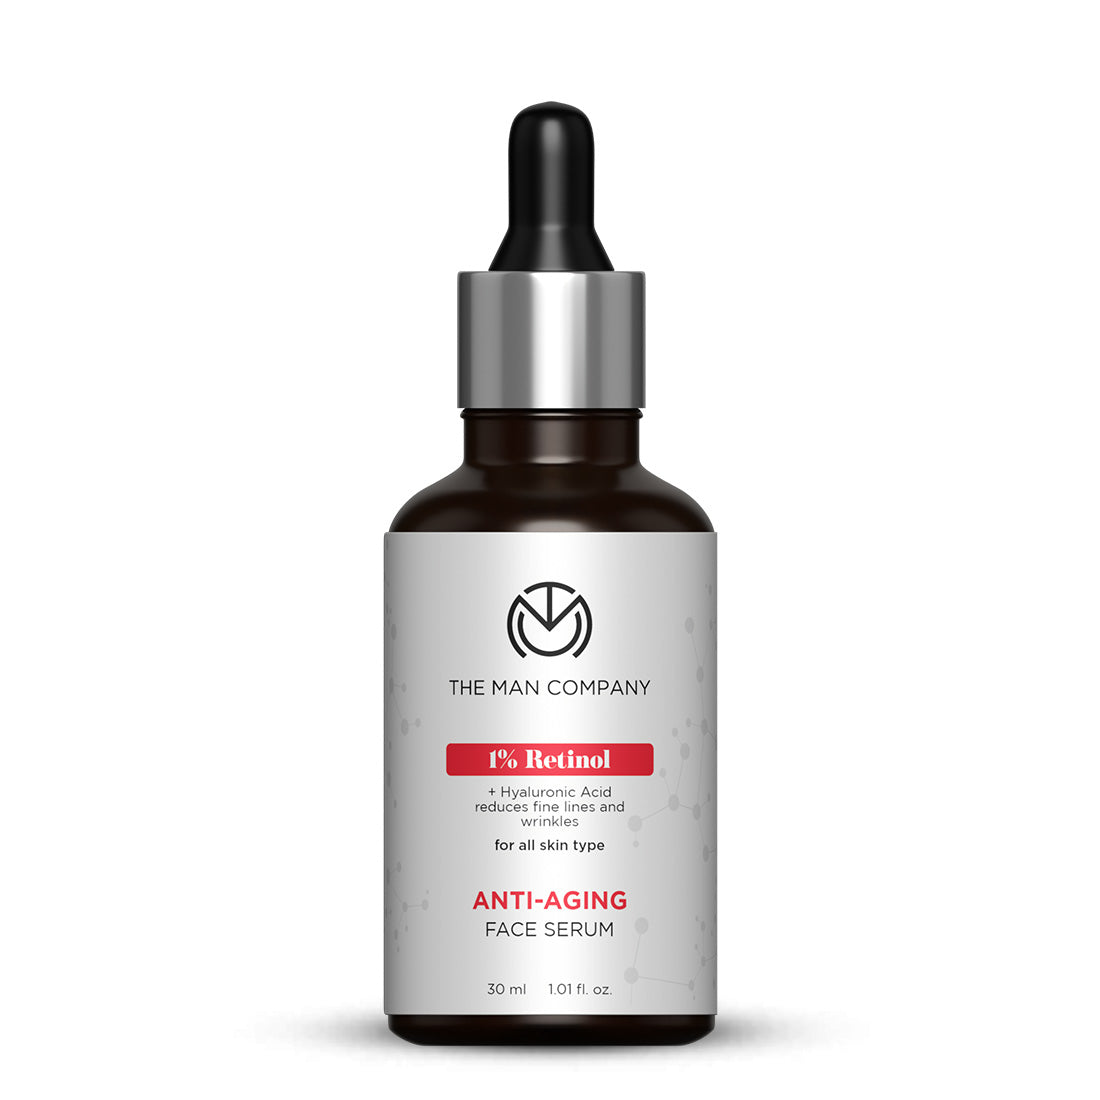 THE MAN COMPANY
1% Retinol
+ Hyaluronic Acid
reduces fine lines and
wrinkles
for all skin type
ANTI-AGING
FACE SERUM
30 ml 1.01 fl. oz.